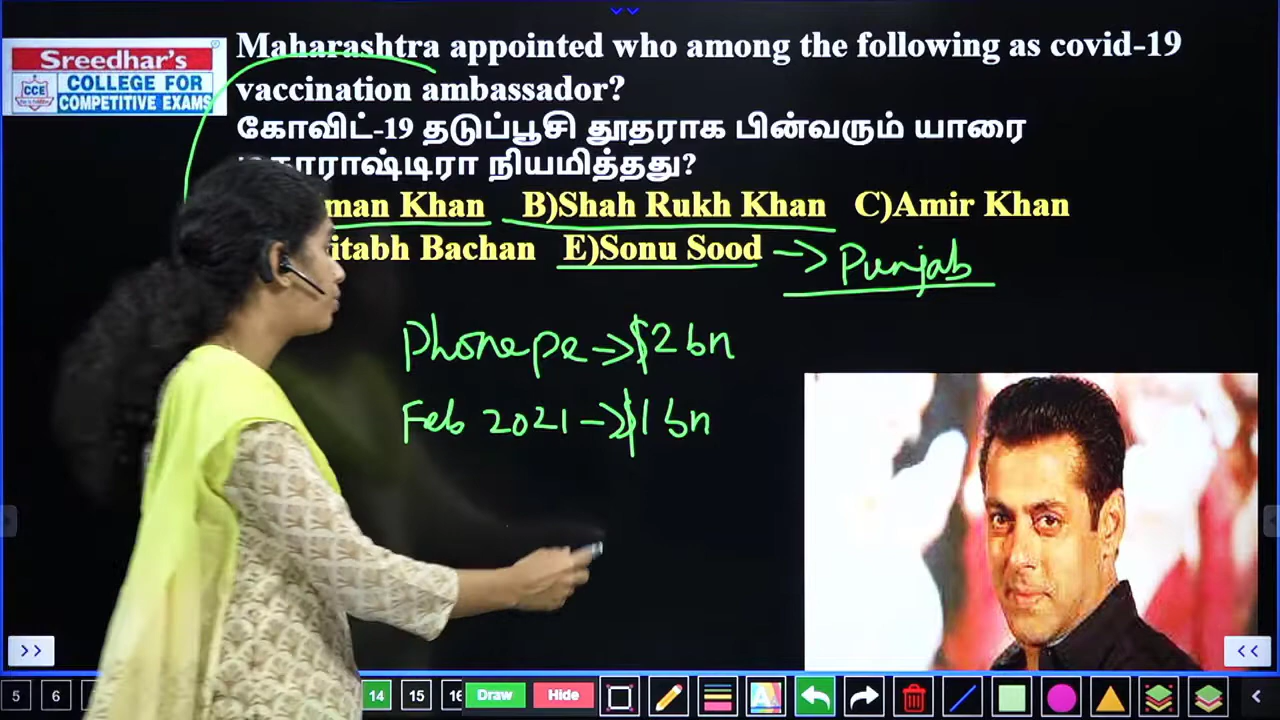 Sreedhar's
CCE
COLLEGE FOR
COMPETITIVE EXAMS
Maharashtra appointed who among the following as covid-19
vaccination ambassador?
கோவிட்-19 தடுப்பூசி தூதராக பின்வரும் யாரை
நியமித்தது?
man Khan B)Shah Rukh Khan C)Amir Khan
itabh Bachan E)Sonu Sood → Punjab
Phonepe → $2 bn
Feb 2021 → $1 bn
>> <<
5 6 14 15 16 Draw Hide